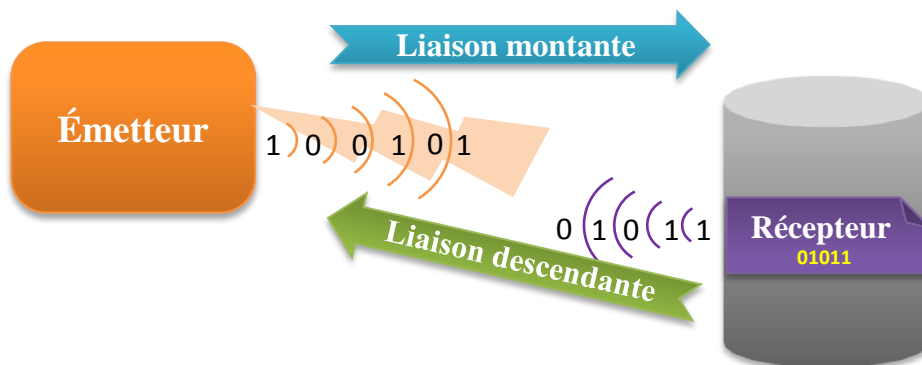 Liaison montante
Émetteur
1 0 0 1 0 1
0 1 0 1 1
Récepteur
01011
Liaison descendante